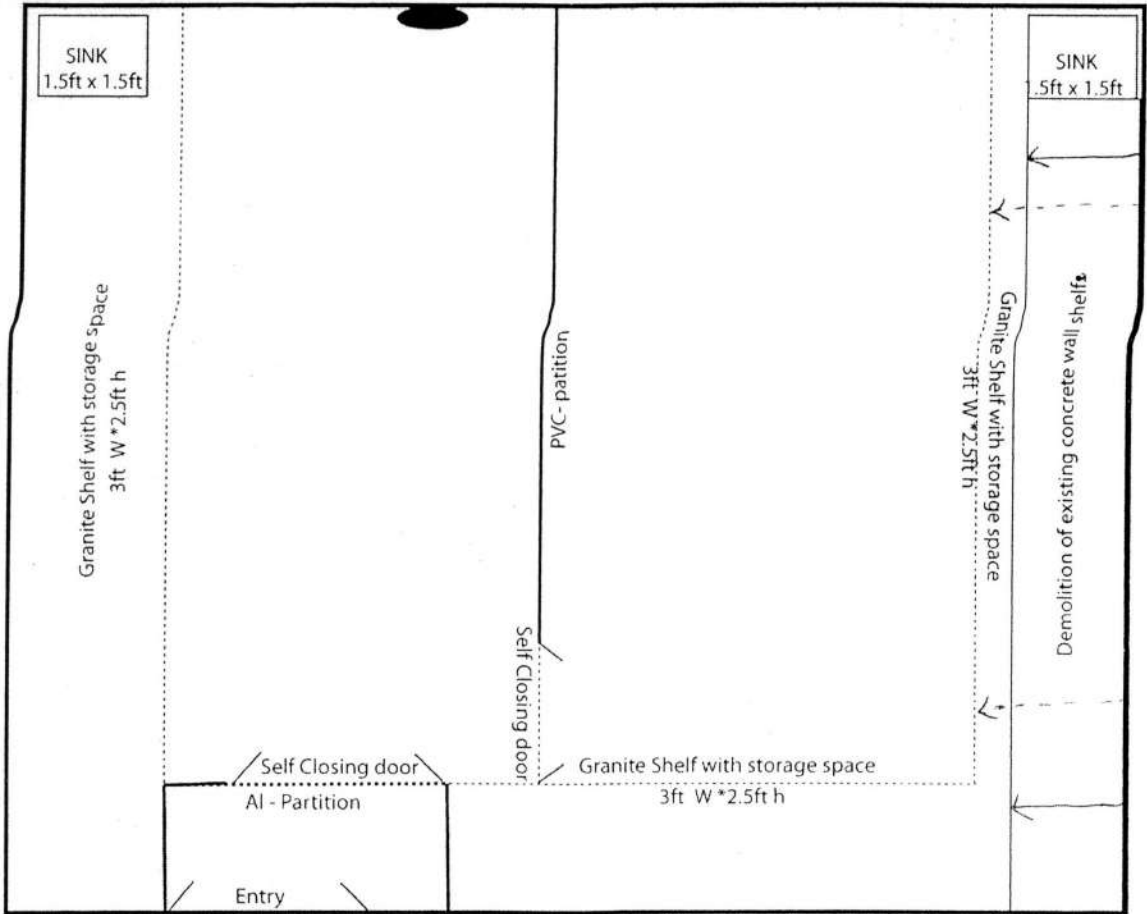 SINK
1.5ft x 1.5ft
SINK
1.5ft x 1.5ft
Granite Shelf with storage space
3ft W *2.5ft h
PVC- patition
Granite Shelf with storage space
3ft W *2.5ft h
Demolition of existing concrete wall shelfs
Self Closing door
Self Closing door
Al - Partition
Granite Shelf with storage space
3ft W *2.5ft h
Entry